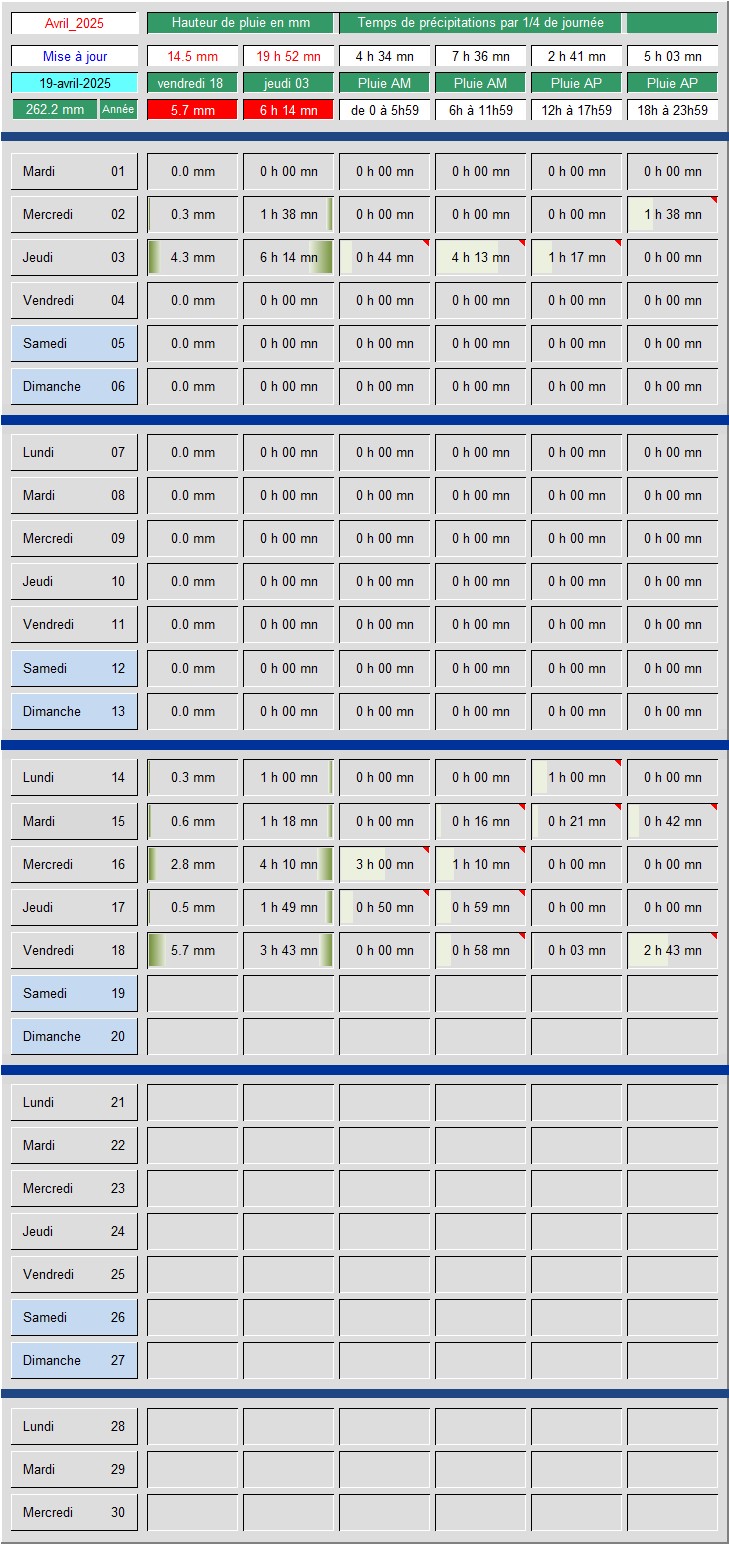 Avril_2025 Hauteur de pluie en mm Temps de précipitations par 1/4 de journée
Mise à jour 14.5 mm 19 h 52 mn 4 h 34 mn 7 h 36 mn 2 h 41 mn 5 h 03 mn
19-avril-2025 vendredi 18 jeudi 03 Pluie AM Pluie AM Pluie AP Pluie AP
262.2 mm Année 5.7 mm 6 h 14 mn de 0 à 5h59 6h à 11h59 12h à 17h59 18h à 23h59
Mardi 01 0.0 mm 0 h 00 mn 0 h 00 mn 0 h 00 mn 0 h 00 mn 0 h 00 mn
Mercredi 02 0.3 mm 1 h 38 mn 0 h 00 mn 0 h 00 mn 0 h 00 mn 1 h 38 mn
Jeudi 03 4.3 mm 6 h 14 mn 0 h 44 mn 4 h 13 mn 1 h 17 mn 0 h 00 mn
Vendredi 04 0.0 mm 0 h 00 mn 0 h 00 mn 0 h 00 mn 0 h 00 mn 0 h 00 mn
Samedi 05 0.0 mm 0 h 00 mn 0 h 00 mn 0 h 00 mn 0 h 00 mn 0 h 00 mn
Dimanche 06 0.0 mm 0 h 00 mn 0 h 00 mn 0 h 00 mn 0 h 00 mn 0 h 00 mn
Lundi 07 0.0 mm 0 h 00 mn 0 h 00 mn 0 h 00 mn 0 h 00 mn 0 h 00 mn
Mardi 08 0.0 mm 0 h 00 mn 0 h 00 mn 0 h 00 mn 0 h 00 mn 0 h 00 mn
Mercredi 09 0.0 mm 0 h 00 mn 0 h 00 mn 0 h 00 mn 0 h 00 mn 0 h 00 mn
Jeudi 10 0.0 mm 0 h 00 mn 0 h 00 mn 0 h 00 mn 0 h 00 mn 0 h 00 mn
Vendredi 11 0.0 mm 0 h 00 mn 0 h 00 mn 0 h 00 mn 0 h 00 mn 0 h 00 mn
Samedi 12 0.0 mm 0 h 00 mn 0 h 00 mn 0 h 00 mn 0 h 00 mn 0 h 00 mn
Dimanche 13 0.0 mm 0 h 00 mn 0 h 00 mn 0 h 00 mn 0 h 00 mn 0 h 00 mn
Lundi 14 0.3 mm 1 h 00 mn 0 h 00 mn 0 h 00 mn 1 h 00 mn 0 h 00 mn
Mardi 15 0.6 mm 1 h 18 mn 0 h 00 mn 0 h 16 mn 0 h 21 mn 0 h 42 mn
Mercredi 16 2.8 mm 4 h 10 mn 3 h 00 mn 1 h 10 mn 0 h 00 mn 0 h 00 mn
Jeudi 17 0.5 mm 1 h 49 mn 0 h 50 mn 0 h 59 mn 0 h 00 mn 0 h 00 mn
Vendredi 18 5.7 mm 3 h 43 mn 0 h 00 mn 0 h 58 mn 0 h 03 mn 2 h 43 mn
Samedi 19
Dimanche 20
Lundi 21
Mardi 22
Mercredi 23
Jeudi 24
Vendredi 25
Samedi 26
Dimanche 27
Lundi 28
Mardi 29
Mercredi 30